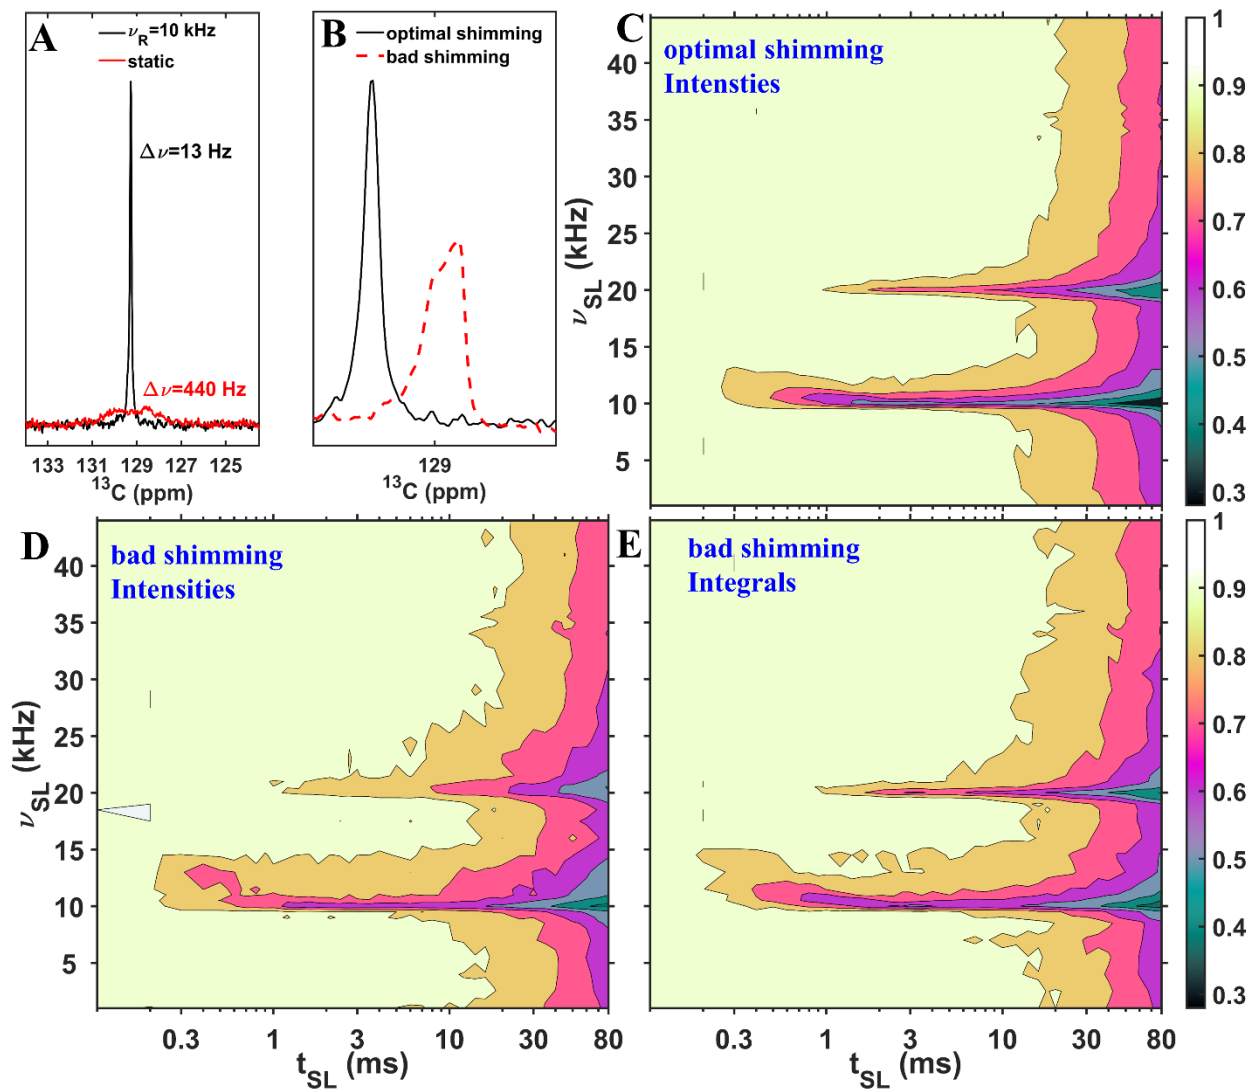 A
ν_R=10 kHz
static
Δν=13 Hz
Δν=440 Hz
133 131 129 127 125
13C (ppm)
B
optimal shimming
bad shimming
129
13C (ppm)
C
optimal shimming
Intensties
40
35
30
25
20
15
10
5
ν_SL (kHz)
1
0.9
0.8
0.7
0.6
0.5
0.4
0.3
D
bad shimming
Intensities
40
35
30
25
20
15
10
5
ν_SL (kHz)
0.3 1 3 10 30 80
t_SL (ms)
E
bad shimming
Integrals
0.3 1 3 10 30 80
t_SL (ms)
1
0.9
0.8
0.7
0.6
0.5
0.4
0.3